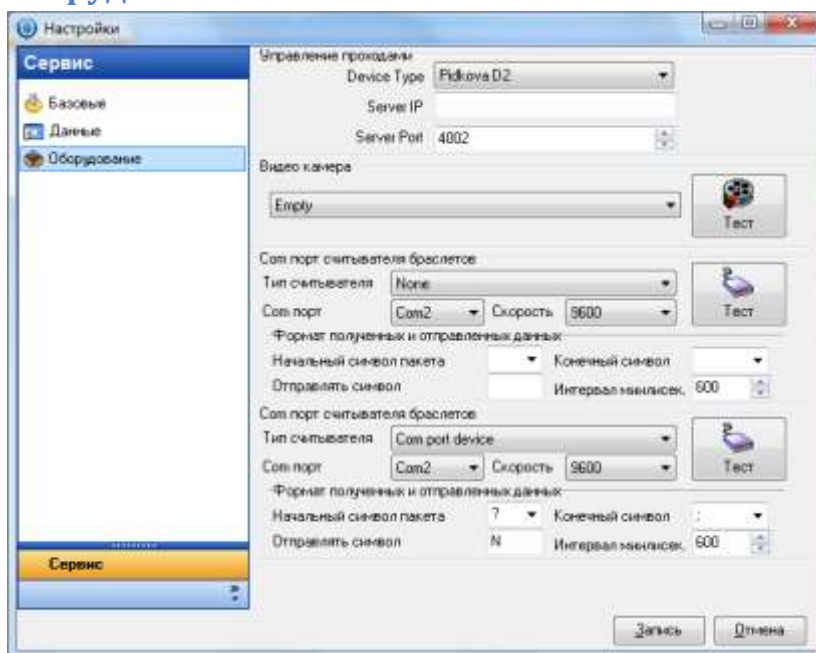 Настройки
Сервис
Базовые
Данные
Оборудование
Сервис
Управление проходами
Device Type Pidkova D2
Server IP
Server Port 4002
Видео камера
Empty
Тест
Com порт считывателя браслетов
Тип считывателя None
Тест
Com порт Com2 Скорость 9600
Формат полученных и отправленных данных
Начальный символ пакета Конечный символ
Отправлять символ Интервал миллисек. 600
Com порт считывателя браслетов
Тип считывателя Com port device
Тест
Com порт Com2 Скорость 9600
Формат полученных и отправленных данных
Начальный символ пакета ? Конечный символ ;
Отправлять символ N Интервал миллисек. 600
Запись Отмена